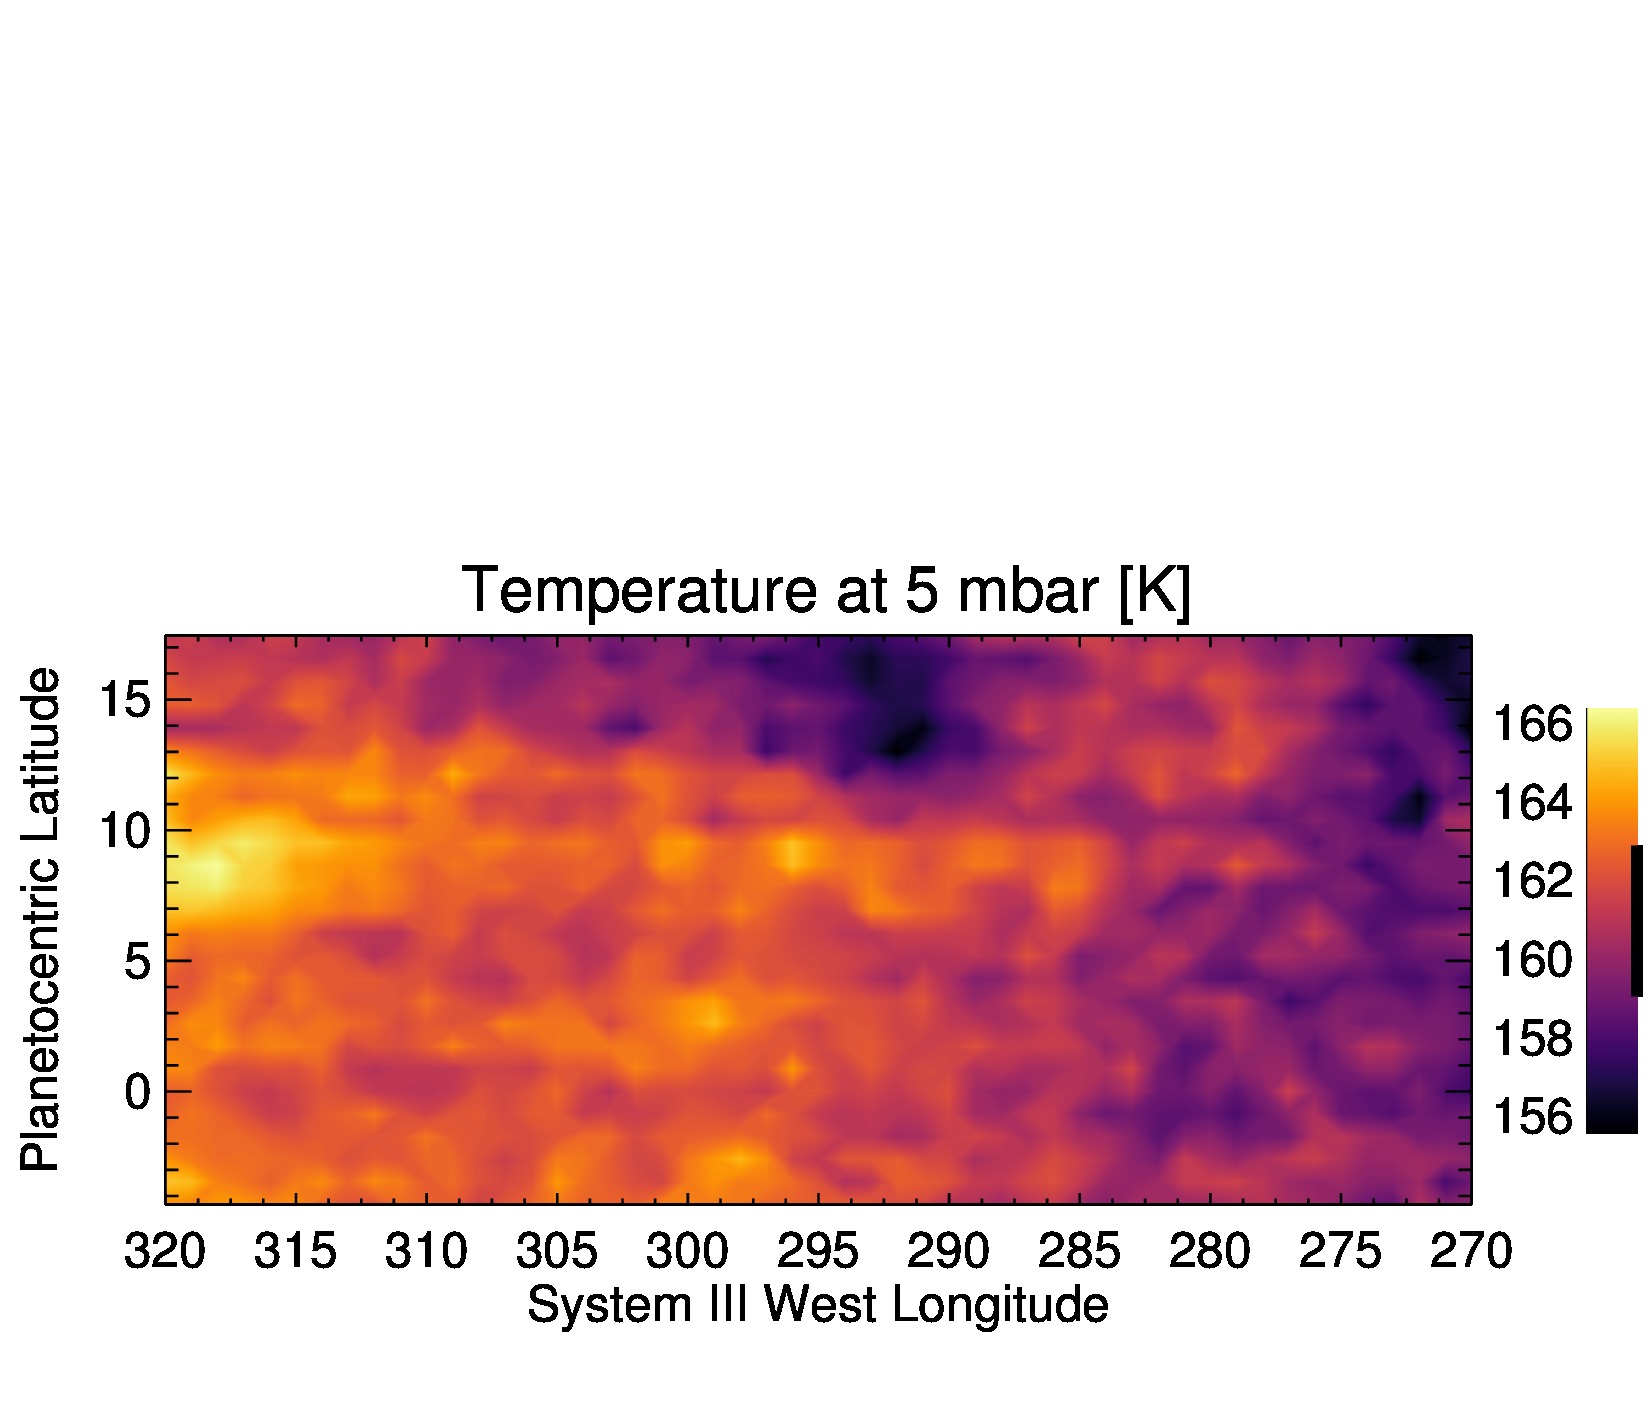 Temperature at 5 mbar [K]
Planetocentric Latitude
15
10
5
0
320 315 310 305 300 295 290 285 280 275 270
System III West Longitude
166
164
162
160
158
156